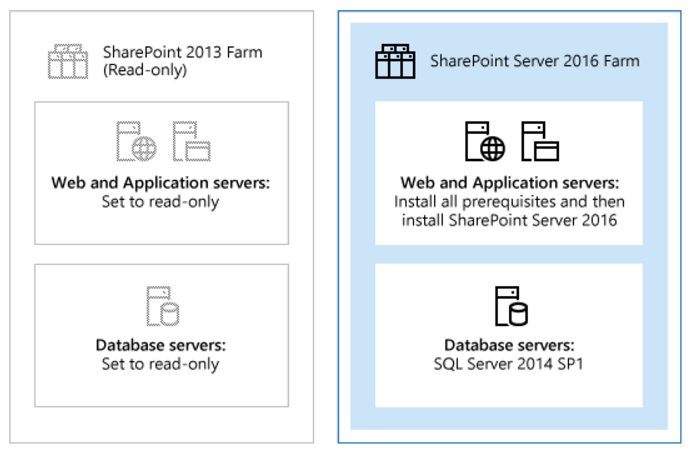 SharePoint 2013 Farm
(Read-only)
Web and Application servers:
Set to read-only
Database servers:
Set to read-only
SharePoint Server 2016 Farm
Web and Application servers:
Install all prerequisites and then
install SharePoint Server 2016
Database servers:
SQL Server 2014 SP1